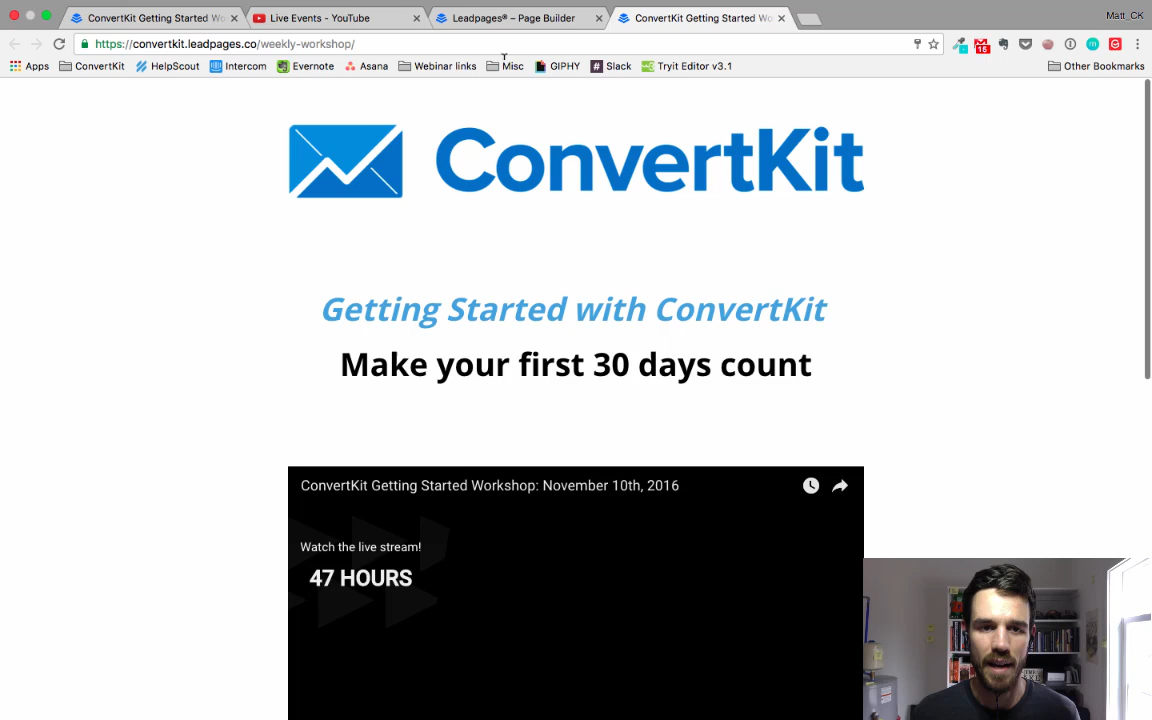 ConvertKit Getting Started Wo
Live Events - YouTube
Leadpages® – Page Builder
ConvertKit Getting Started Wo
Matt_CK
https://convertkit.leadpages.co/weekly-workshop/
Apps
ConvertKit
HelpScout
Intercom
Evernote
Asana
Webinar links
Misc
GIPHY
Slack
Tryit Editor v3.1
Other Bookmarks
ConvertKit
Getting Started with ConvertKit
Make your first 30 days count
ConvertKit Getting Started Workshop: November 10th, 2016
Watch the live stream!
47 HOURS